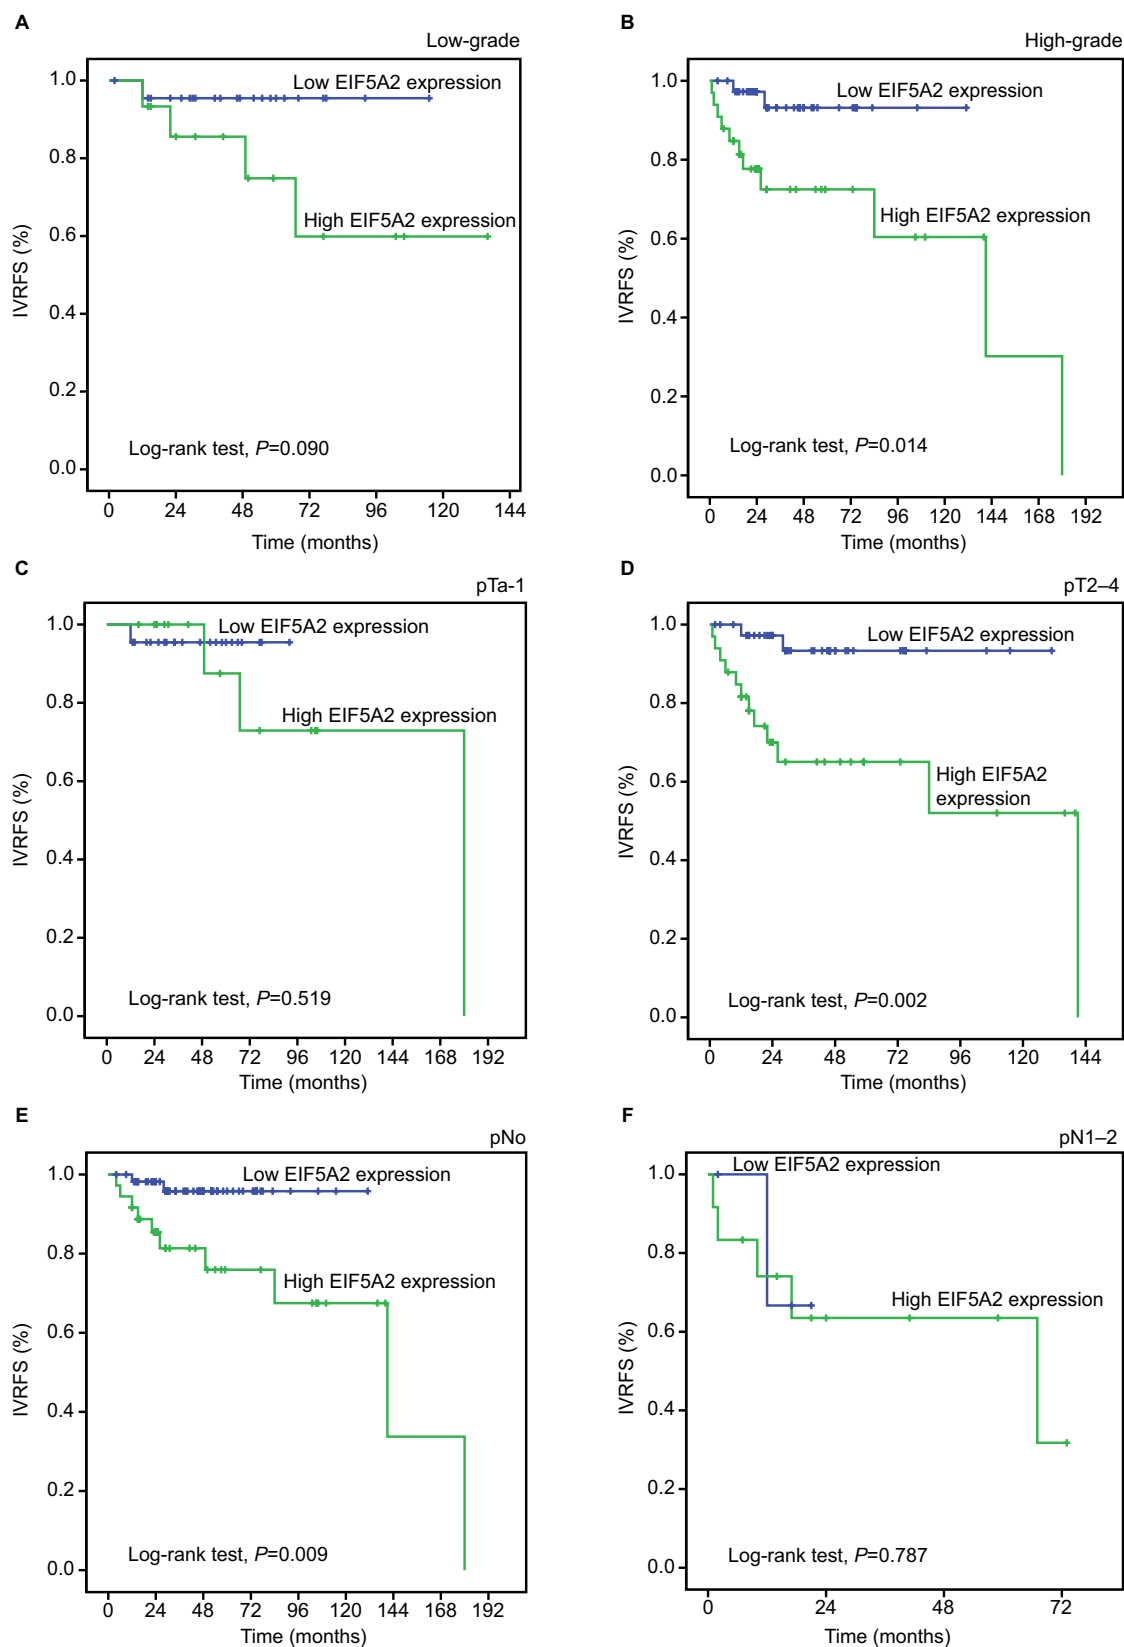 A
Low-grade
Low EIF5A2 expression
High EIF5A2 expression
IVRFS (%)
1.0
0.8
0.6
0.4
0.2
0.0
Log-rank test, P=0.090
0 24 48 72 96 120 144
Time (months)
B
High-grade
Low EIF5A2 expression
High EIF5A2 expression
IVRFS (%)
1.0
0.8
0.6
0.4
0.2
0.0
Log-rank test, P=0.014
0 24 48 72 96 120 144 168 192
Time (months)
C
pTa-1
Low EIF5A2 expression
High EIF5A2 expression
IVRFS (%)
1.0
0.8
0.6
0.4
0.2
0.0
Log-rank test, P=0.519
0 24 48 72 96 120 144 168 192
Time (months)
D
pT2–4
Low EIF5A2 expression
High EIF5A2
expression
IVRFS (%)
1.0
0.8
0.6
0.4
0.2
0.0
Log-rank test, P=0.002
0 24 48 72 96 120 144
Time (months)
E
pNo
Low EIF5A2 expression
High EIF5A2 expression
IVRFS (%)
1.0
0.8
0.6
0.4
0.2
0.0
Log-rank test, P=0.009
0 24 48 72 96 120 144 168 192
Time (months)
F
pN1–2
Low EIF5A2 expression
High EIF5A2 expression
IVRFS (%)
1.0
0.8
0.6
0.4
0.2
0.0
Log-rank test, P=0.787
0 24 48 72
Time (months)